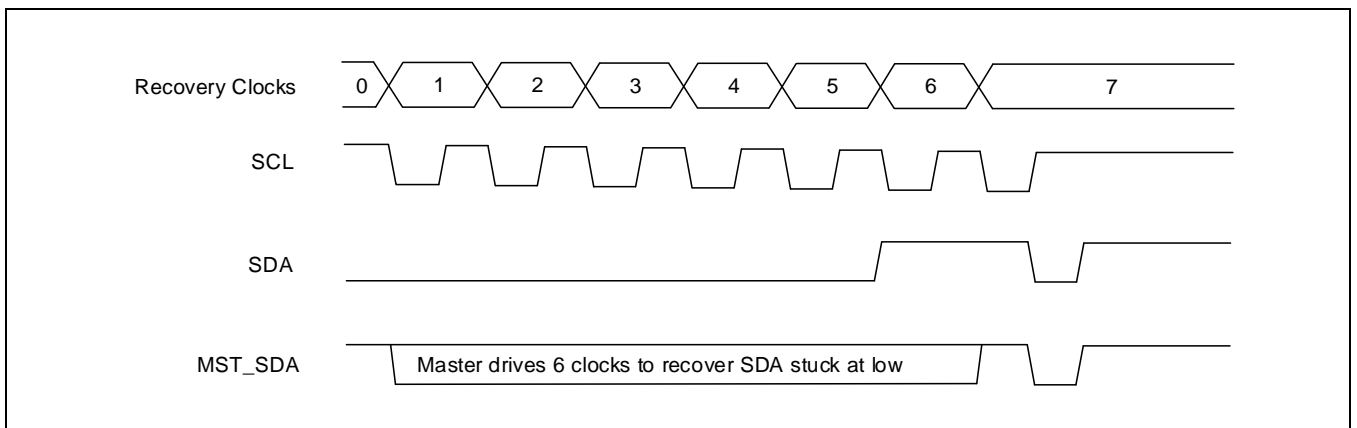 Recovery Clocks 0 1 2 3 4 5 6 7
SCL
SDA
MST_SDA Master drives 6 clocks to recover SDA stuck at low